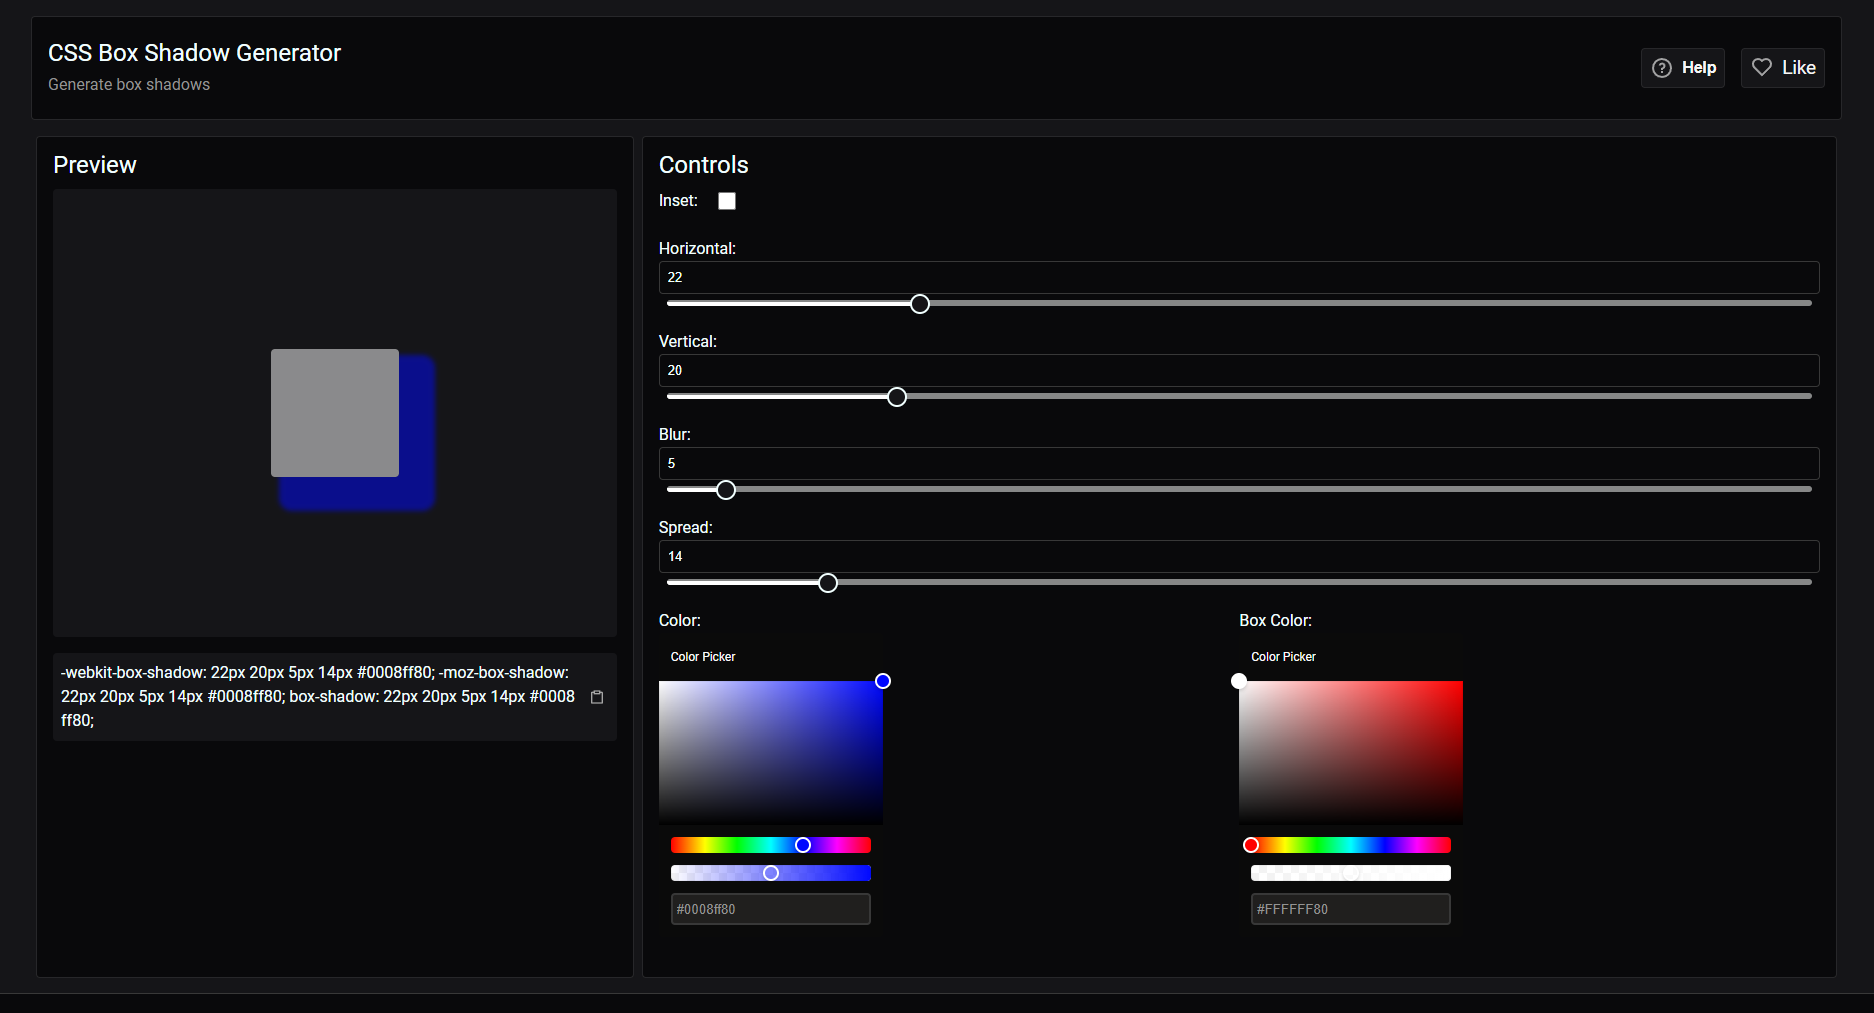 CSS Box Shadow Generator
Generate box shadows
Help
Like
Preview
-webkit-box-shadow: 22px 20px 5px 14px #0008ff80; -moz-box-shadow:
22px 20px 5px 14px #0008ff80; box-shadow: 22px 20px 5px 14px #0008
ff80;
Controls
Inset:
Horizontal:
22
Vertical:
20
Blur:
5
Spread:
14
Color:
Color Picker
#0008ff80
Box Color:
Color Picker
#FFFFFF80